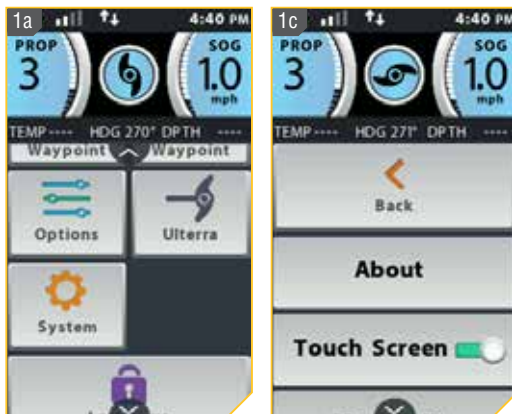 1a
4:40 PM
PROP
3
SOG
1.0
mph
TEMP ---- HDG 270° DPTH ----
Waypoint Waypoint
Options
Ulterra
System
1c
4:40 PM
PROP
3
SOG
1.0
mph
TEMP ---- HDG 271° DPTH ----
Back
About
Touch Screen